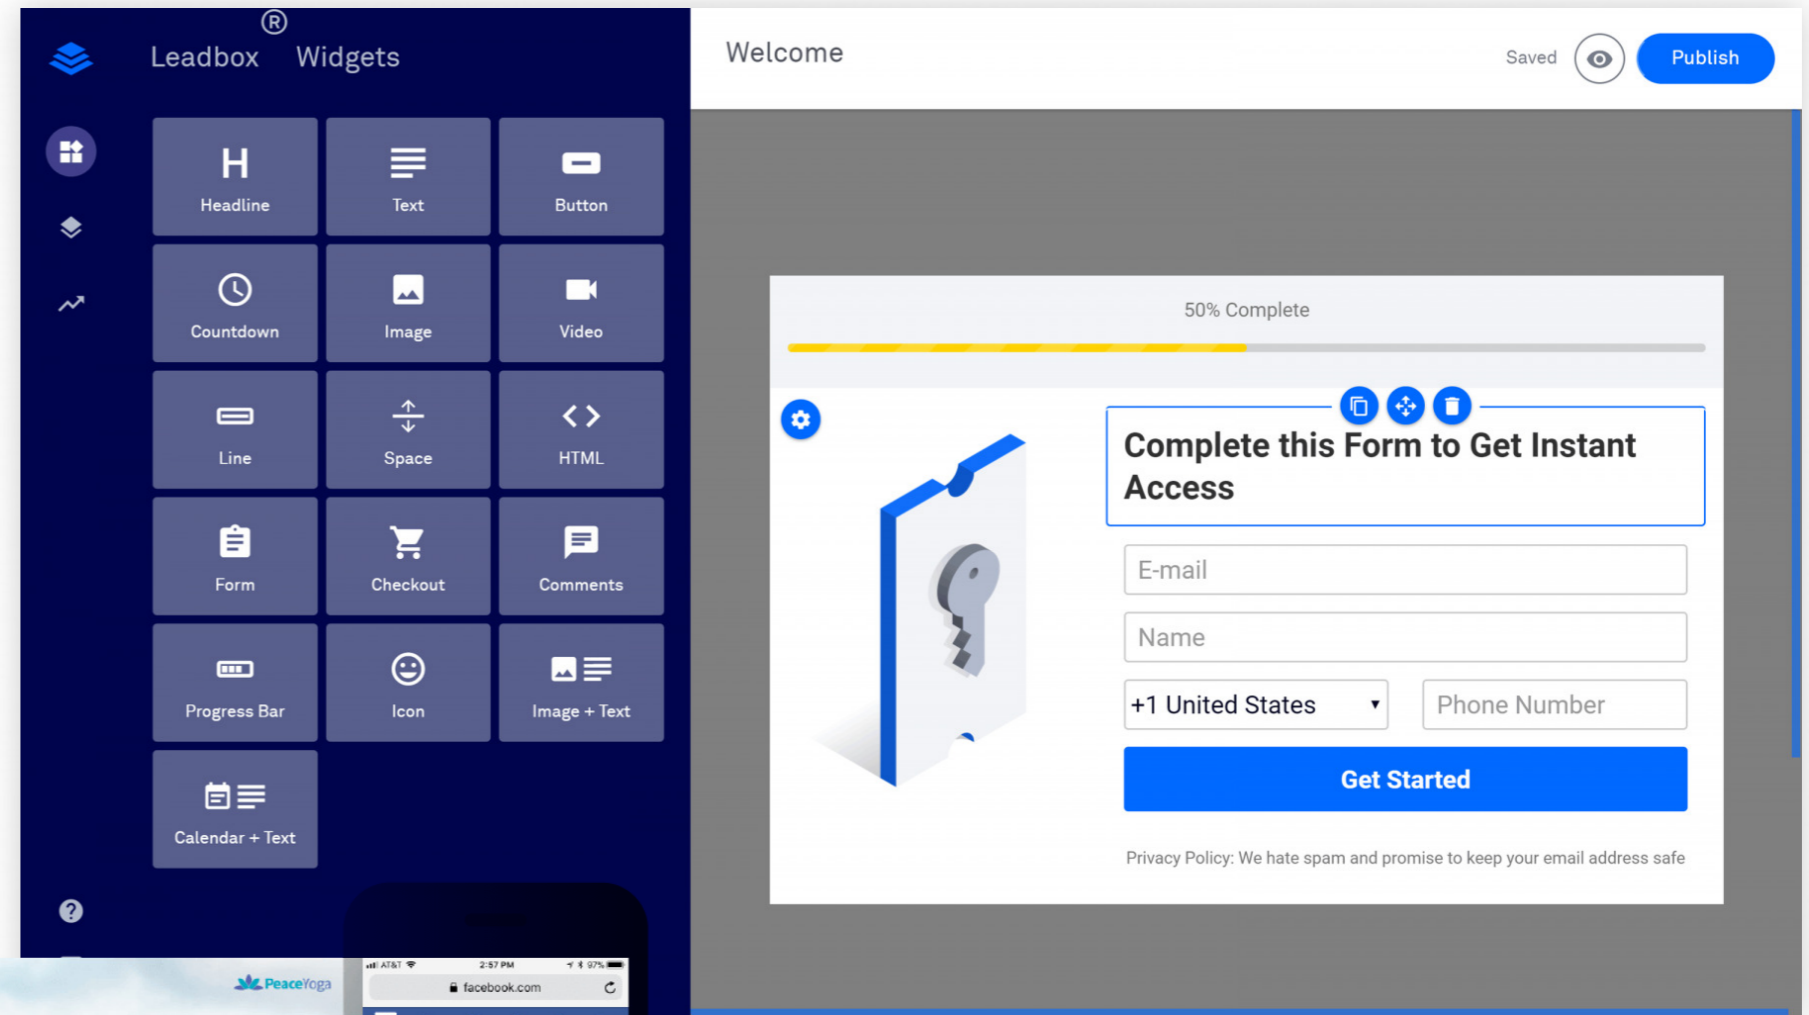 Leadbox® Widgets
Welcome
Saved
Publish
H
Headline
Text
Button
Countdown
Image
Video
Line
Space
HTML
Form
Checkout
Comments
Progress Bar
Icon
Image + Text
Calendar + Text
50% Complete
Complete this Form to Get Instant
Access
E-mail
Name
+1 United States
Phone Number
Get Started
Privacy Policy: We hate spam and promise to keep your email address safe
?
PeaceYoga
AT&T 2:57 PM 97%
facebook.com